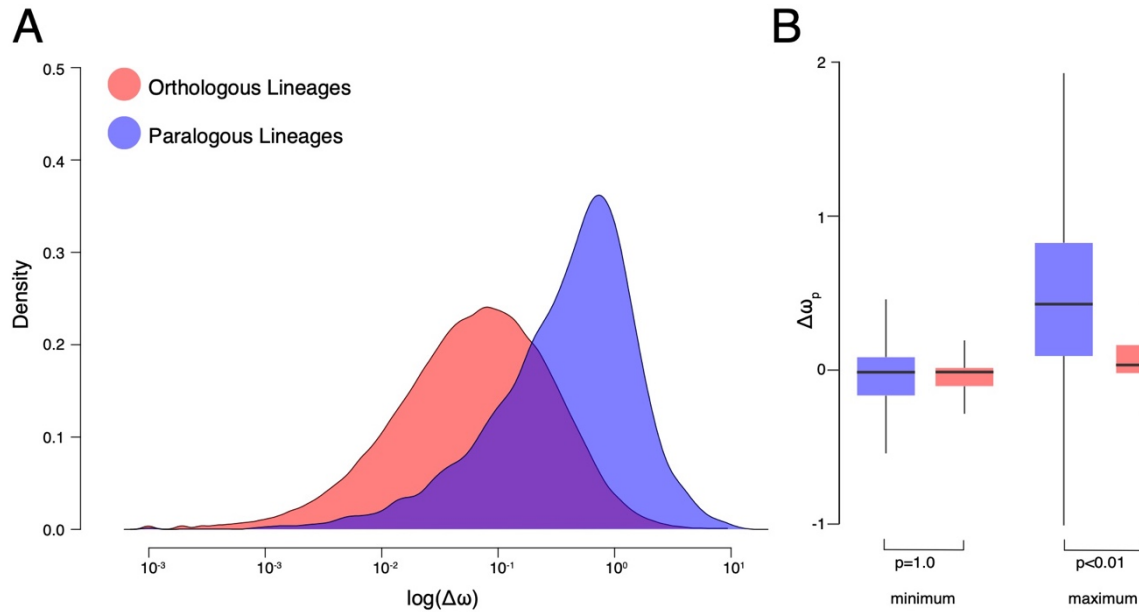 A
0.5
0.4
0.3
0.2
0.1
0.0
Density
Orthologous Lineages
Paralogous Lineages
10⁻³
10⁻³
10⁻²
10⁻¹
10⁰
10¹
log(Δω)
B
2
1
0
-1
Δωₚ
p=1.0
p<0.01
minimum
maximum